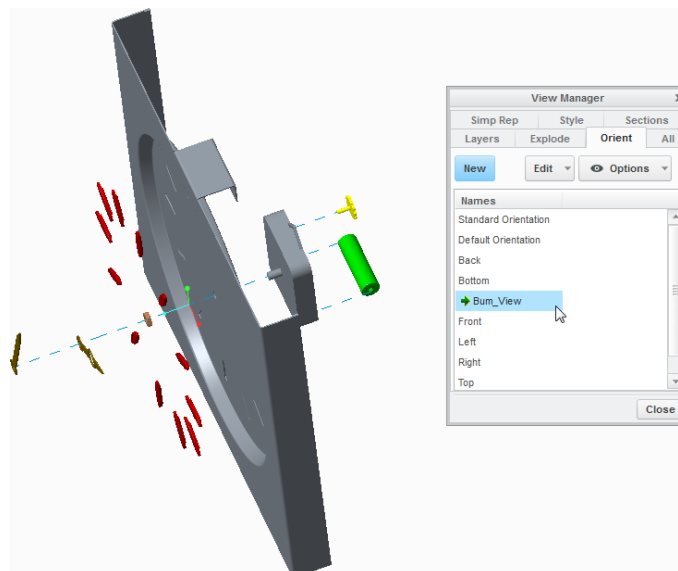 View Manager
Simp Rep Style Sections
Layers Explode Orient All
New Edit Options
Names
Standard Orientation
Default Orientation
Back
Bottom
Bum_View
Front
Left
Right
Top
Close